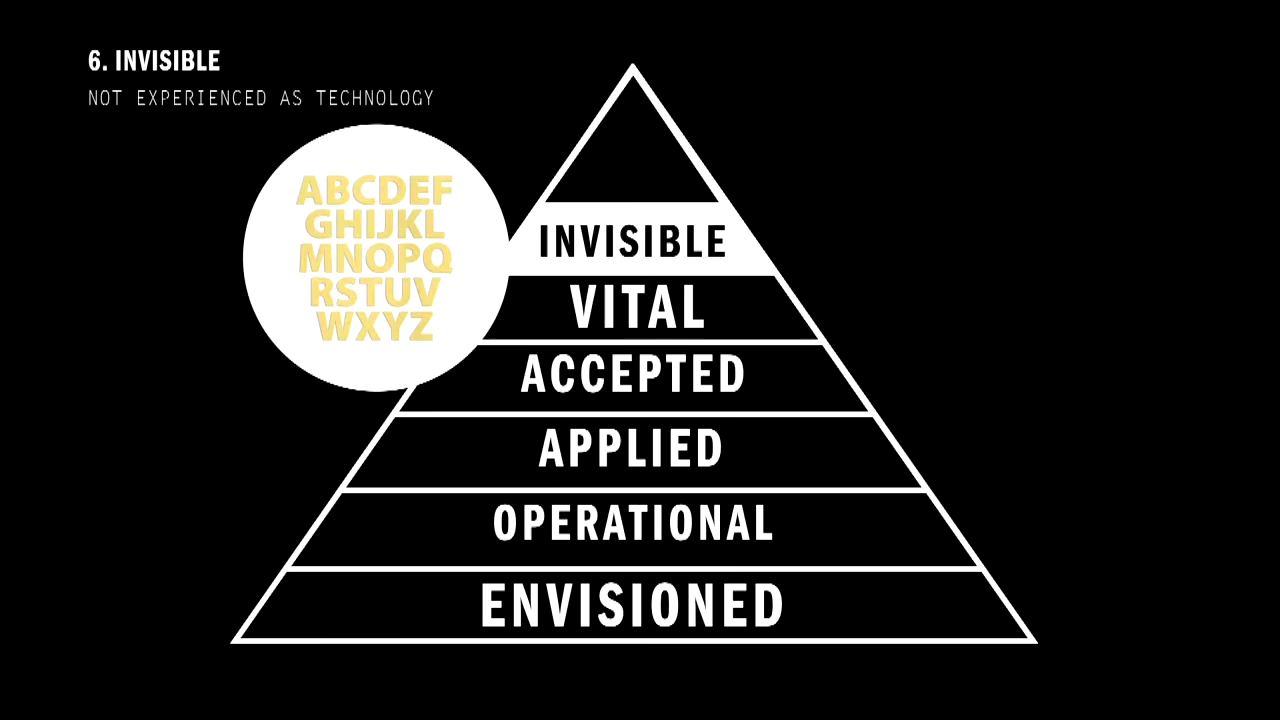 6. INVISIBLE
NOT EXPERIENCED AS TECHNOLOGY
ABCDEF
GHIJKL
MNOPQ
RSTUV
WXYZ
INVISIBLE
VITAL
ACCEPTED
APPLIED
OPERATIONAL
ENVISIONED